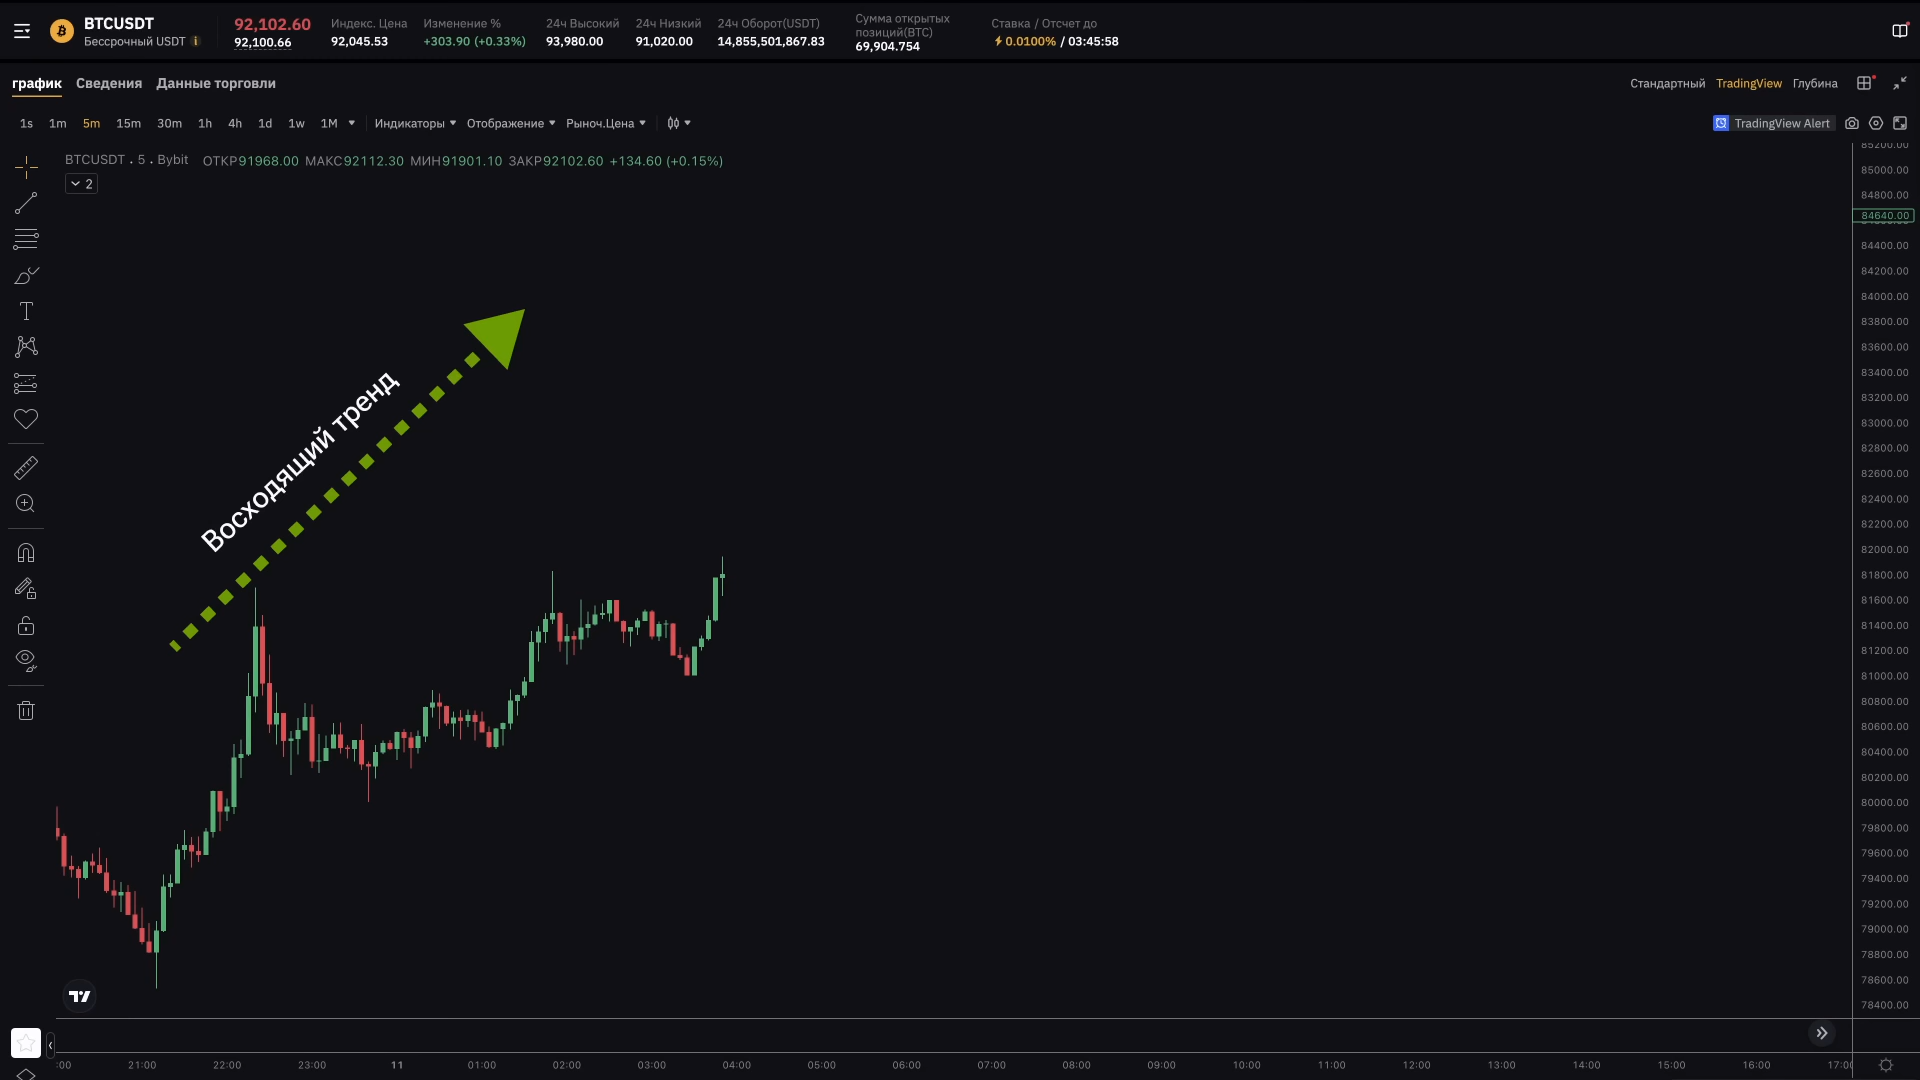 BTCUSDT
Бессрочный USDT
92,102.60
92,100.66
Индекс. Цена
92,045.53
Изменение %
+303.90 (+0.33%)
24ч Высокий
93,980.00
24ч Низкий
91,020.00
24ч Оборот(USDT)
14,855,501,867.83
Сумма открытых
позиций(BTC)
69,904.754
Ставка / Отсчет до
0.0100% / 03:45:58
график Сведения Данные торговли
Стандартный TradingView Глубина
1s 1m 5m 15m 30m 1h 4h 1d 1w 1M Индикаторы Отображение Рыноч.Цена
TradingView Alert
BTCUSDT . 5 . Bybit ОТКР91968.00 МАКС92112.30 МИН91901.10 ЗАКР92102.60 +134.60 (+0.15%)
2
Восходящий тренд
85200.00
85000.00
84800.00
84640.00
84400.00
84200.00
84000.00
83800.00
83600.00
83400.00
83200.00
83000.00
82800.00
82600.00
82400.00
82200.00
82000.00
81800.00
81600.00
81400.00
81200.00
81000.00
80800.00
80600.00
80400.00
80200.00
80000.00
79800.00
79600.00
79400.00
79200.00
79000.00
78800.00
78600.00
78400.00
:00 21:00 22:00 23:00 11 01:00 02:00 03:00 04:00 05:00 06:00 07:00 08:00 09:00 10:00 11:00 12:00 13:00 14:00 15:00 16:00 17:0